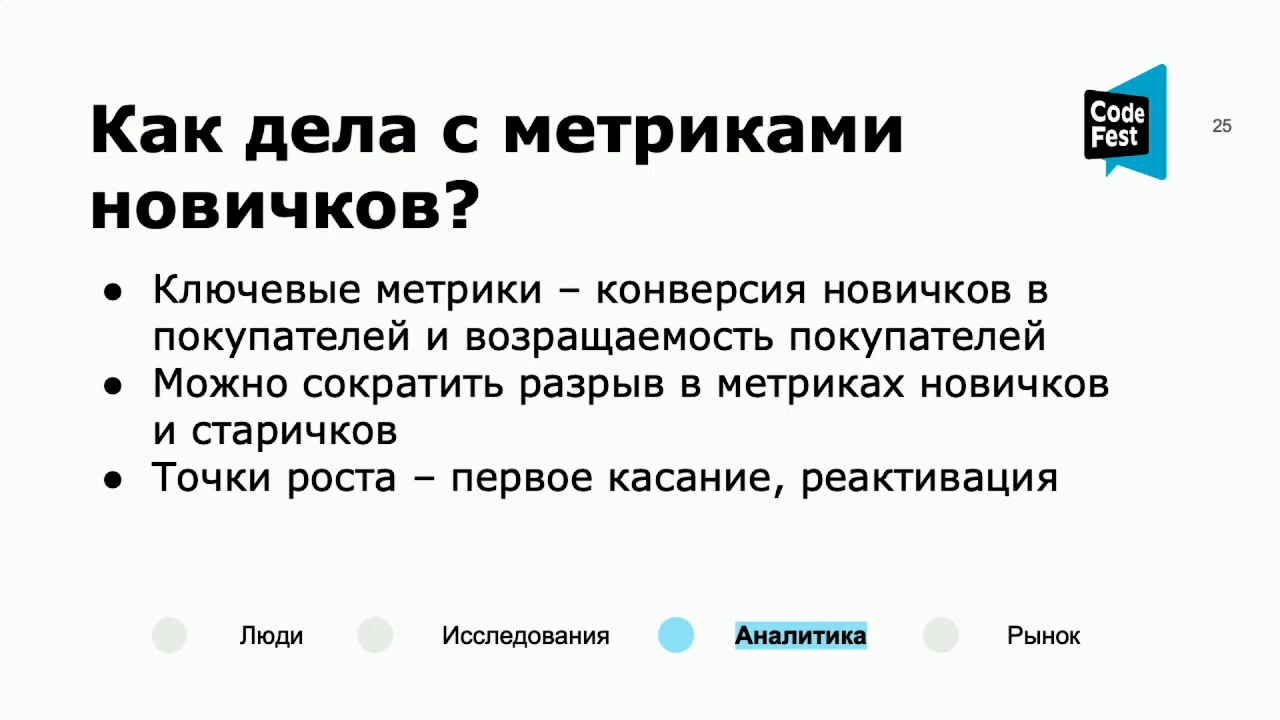 Как дела с метриками
новичков?
Code
Fest
25
● Ключевые метрики – конверсия новичков в
покупателей и возращаемость покупателей
● Можно сократить разрыв в метриках новичков
и старичков
● Точки роста – первое касание, реактивация
Люди Исследования Аналитика Рынок